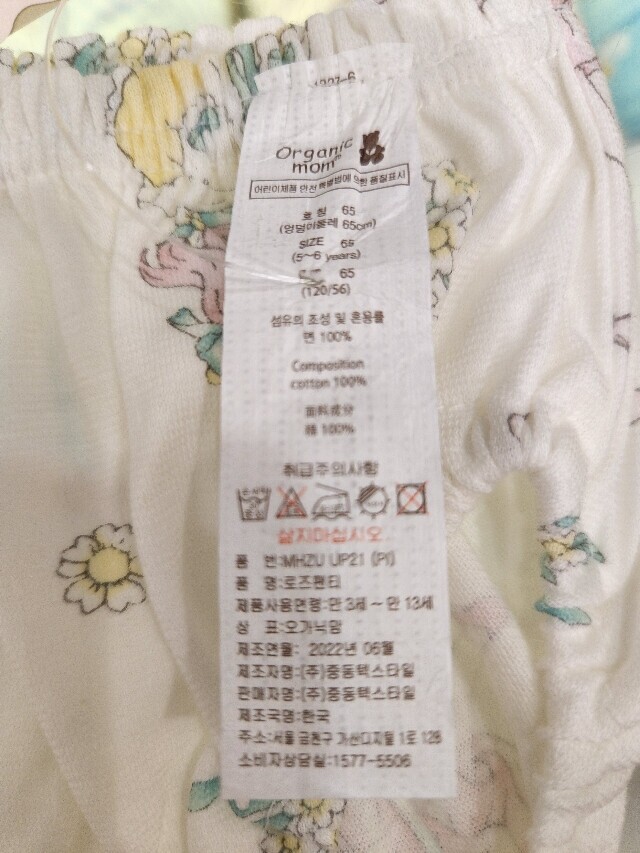 Organic
mom
어린이제품 안전 특별법에 의한 품질표시
호 칭 65
(엉덩이둘레 65cm)
SIZE 65
(5~6 years)
65
(120/56)
섬유의 조성 및 혼용률
면 100%
Composition
cotton 100%
面料成分
棉 100%
취급주의사항
삶지마십시오
품 번:MHZU UP21 (PI)
품 명:로즈팬티
제품사용연령:만 3세 ~ 만 13세
상 표:오가닉맘
제조연월: 2022년 06월
제조자명:(주)중동텍스타일
판매자명:(주)중동텍스타일
제조국명:한국
주소:서울 금천구 가산디지털 1로 128
소비자상담실:1577-5506